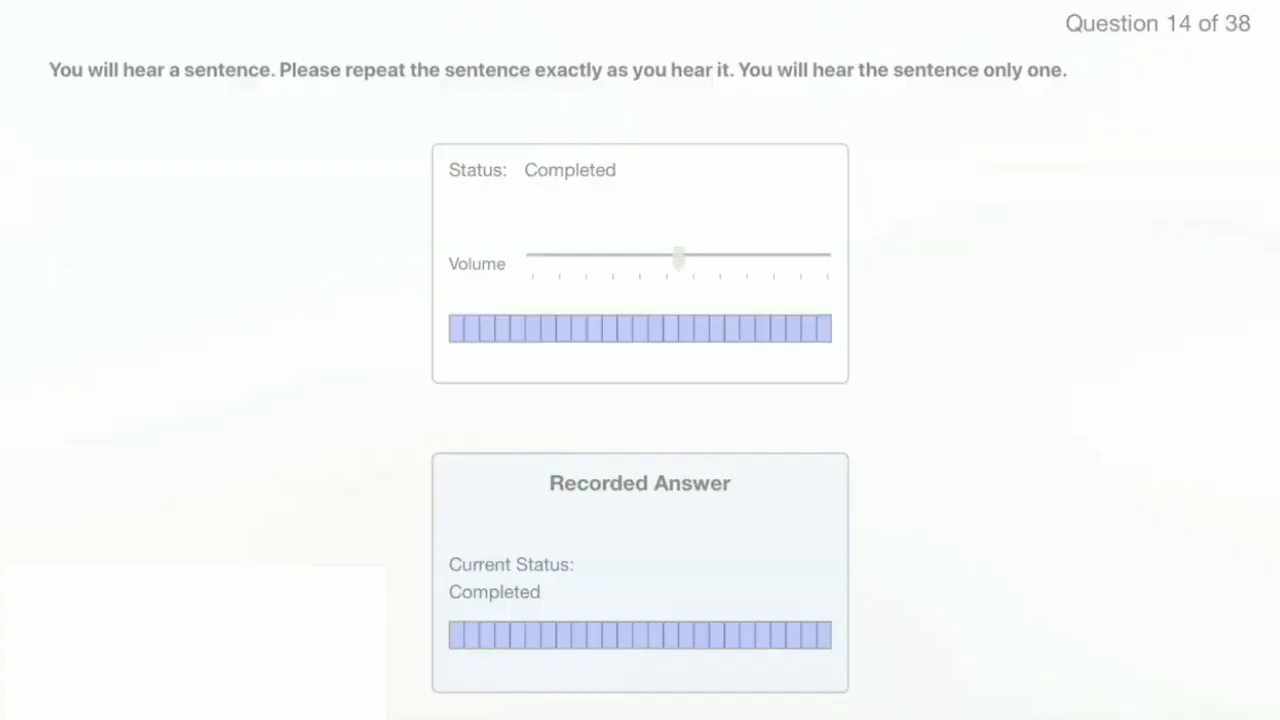 Question 14 of 38
You will hear a sentence. Please repeat the sentence exactly as you hear it. You will hear the sentence only one.
Status: Completed
Volume
Recorded Answer
Current Status:
Completed